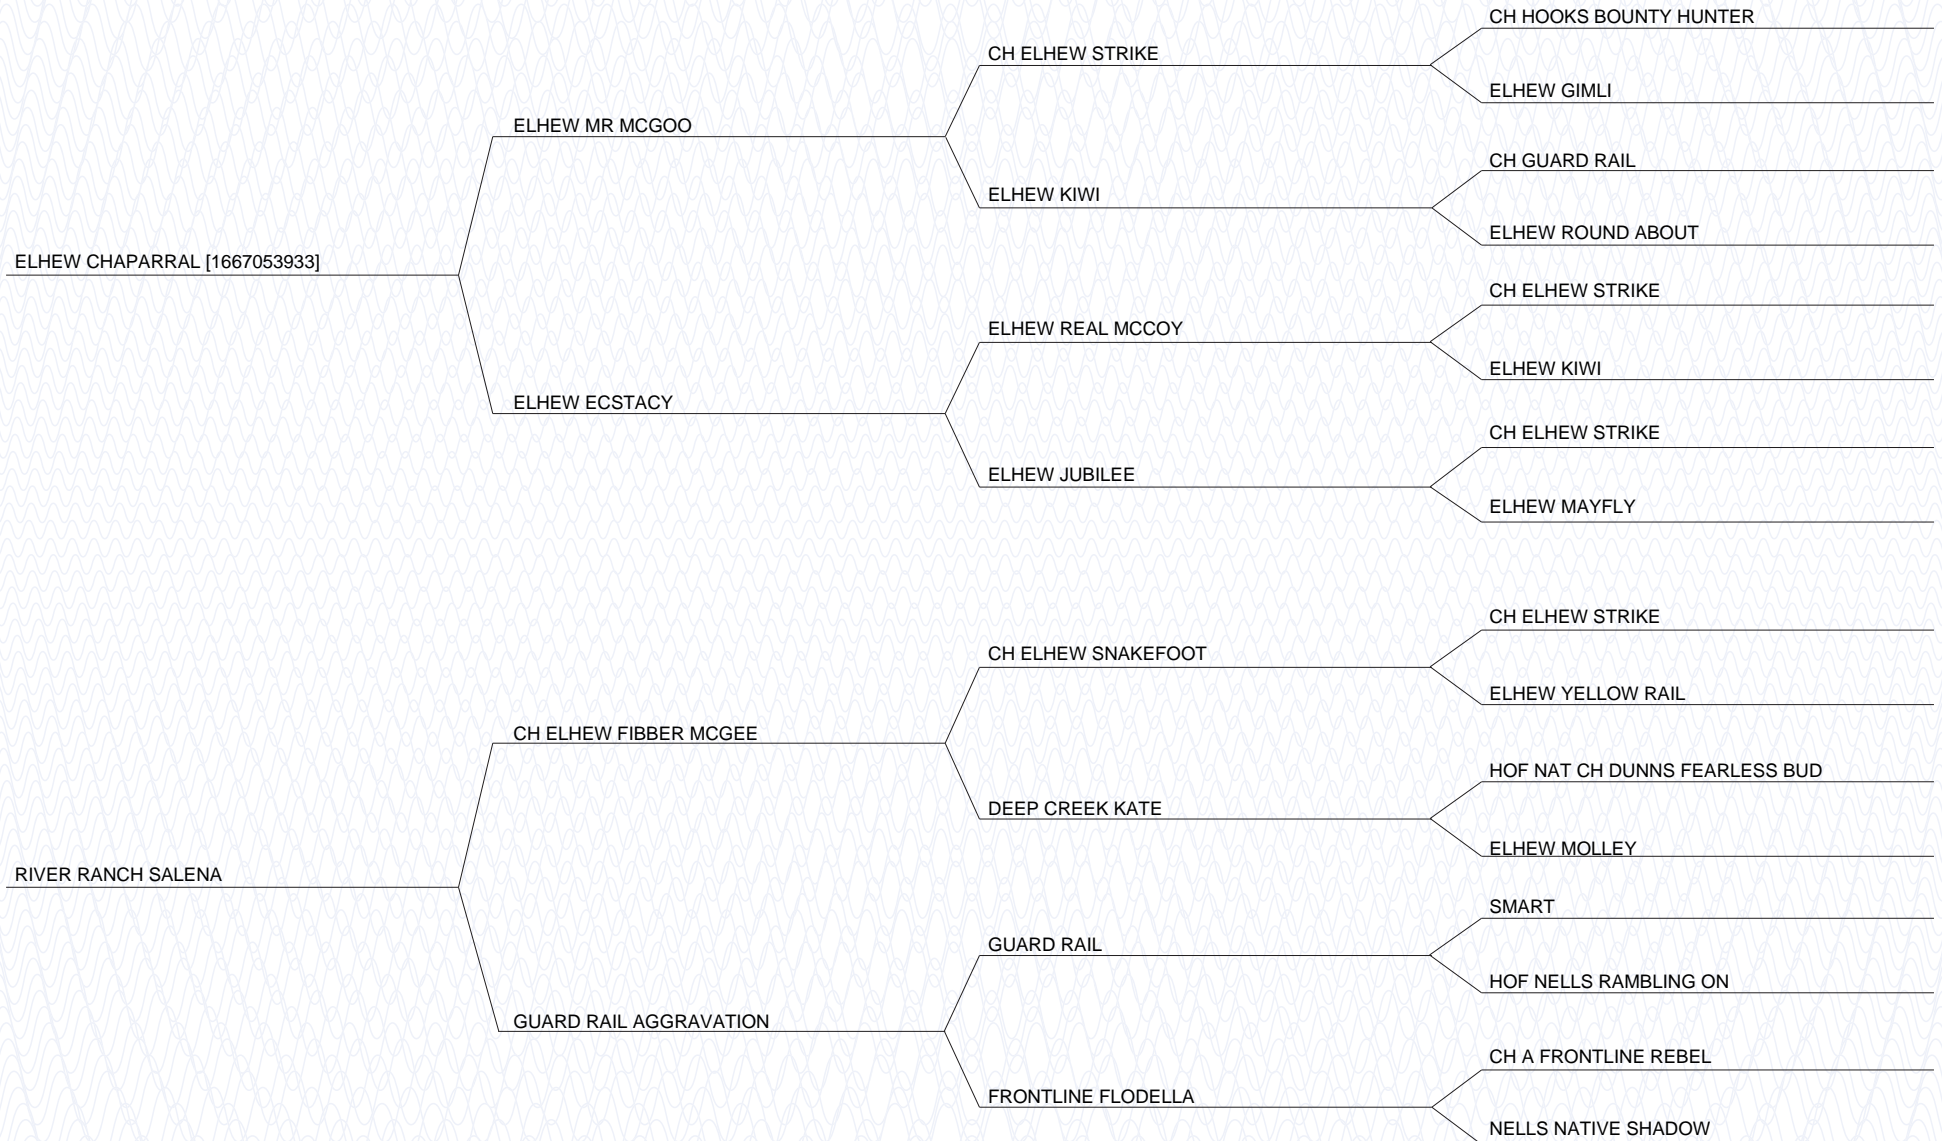 CH HOOKS BOUNTY HUNTER
CH ELHEW STRIKE
ELHEW GIMLI
ELHEW MR MCGOO
CH GUARD RAIL
ELHEW KIWI
ELHEW ROUND ABOUT
ELHEW CHAPARRAL [1667053933]
CH ELHEW STRIKE
ELHEW REAL MCCOY
ELHEW KIWI
ELHEW ECSTACY
CH ELHEW STRIKE
ELHEW JUBILEE
ELHEW MAYFLY
CH ELHEW STRIKE
CH ELHEW SNAKEFOOT
ELHEW YELLOW RAIL
CH ELHEW FIBBER MCGEE
HOF NAT CH DUNNS FEARLESS BUD
DEEP CREEK KATE
ELHEW MOLLEY
RIVER RANCH SALENA
SMART
GUARD RAIL
HOF NELLS RAMBLING ON
GUARD RAIL AGGRAVATION
CH A FRONTLINE REBEL
FRONTLINE FLODELLA
NELLS NATIVE SHADOW